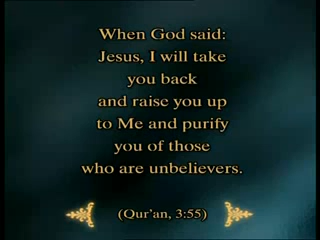 When God said:
Jesus, I will take
you back
and raise you up
to Me and purify
you of those
who are unbelievers.
(Qur'an, 3:55)